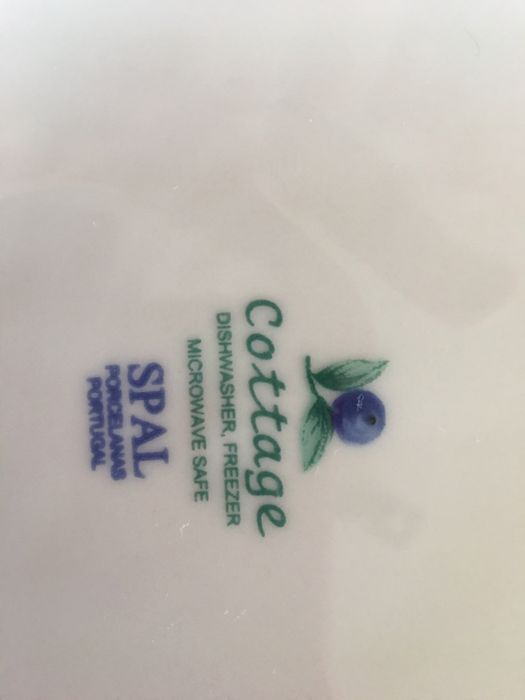 Cottage
DISHWASHER, FREEZER
MICROWAVE SAFE
SPAL
PORCELANAS
PORTUGAL